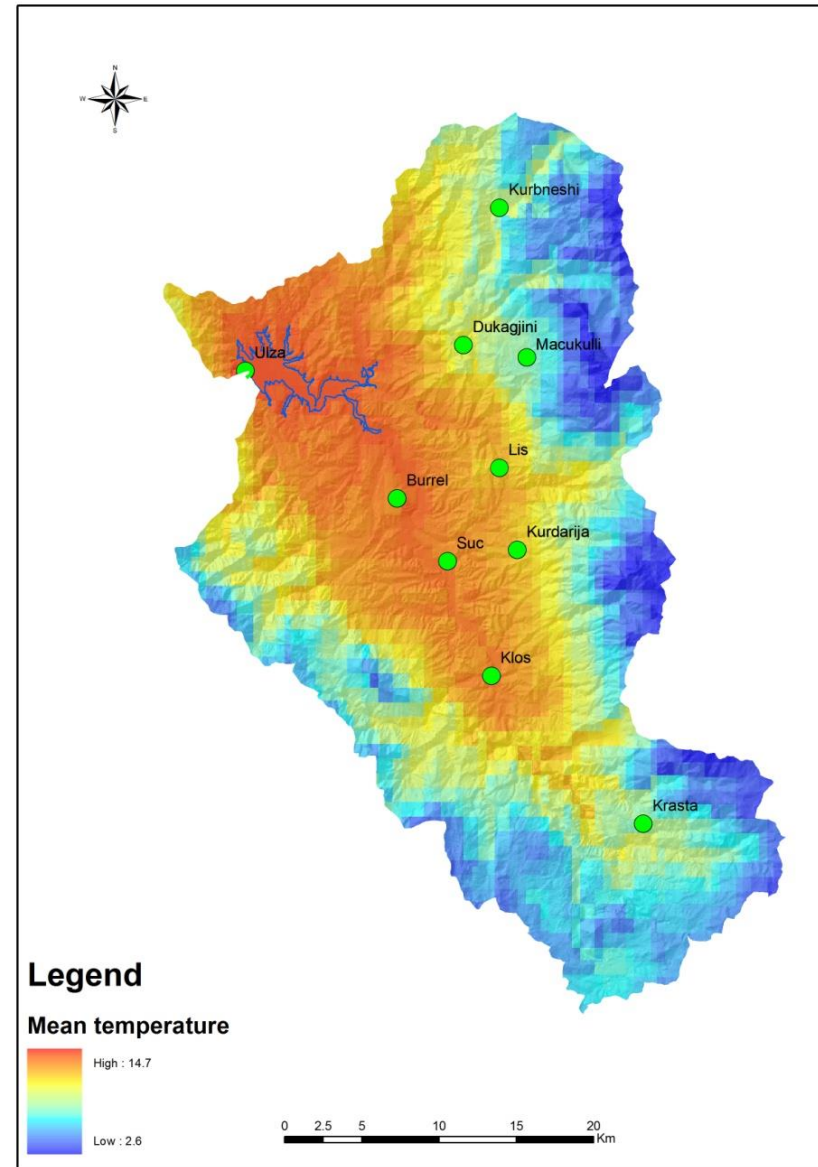 N
W
E
S
Kurbneshi
Dukagjini
Macukulli
Ulza
Lis
Burrel
Kurdarija
Suc
Klos
Krasta
Legend
Mean temperature
High : 14.7
Low : 2.6
0 2.5 5 10 15 20
Km